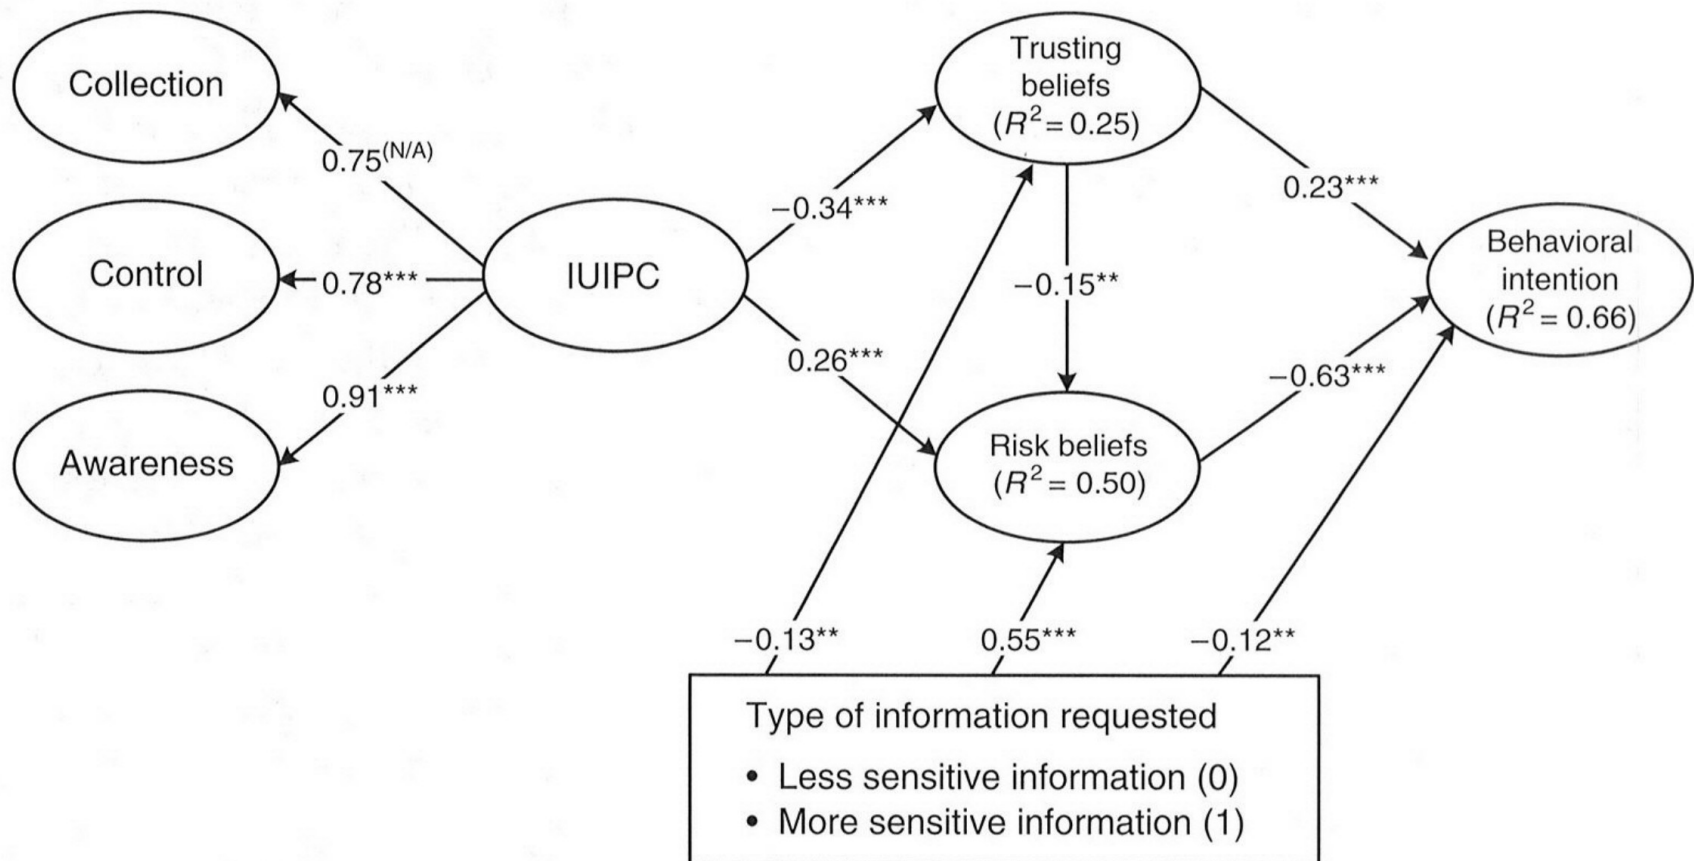 Collection
0.75(N/A)
Control
0.78***
Awareness
0.91***
IUIPC
−0.34***
0.26***
Trusting
beliefs
(R² = 0.25)
−0.15**
Risk beliefs
(R² = 0.50)
0.23***
−0.63***
Behavioral
intention
(R² = 0.66)
−0.13**
0.55***
−0.12**
Type of information requested
• Less sensitive information (0)
• More sensitive information (1)